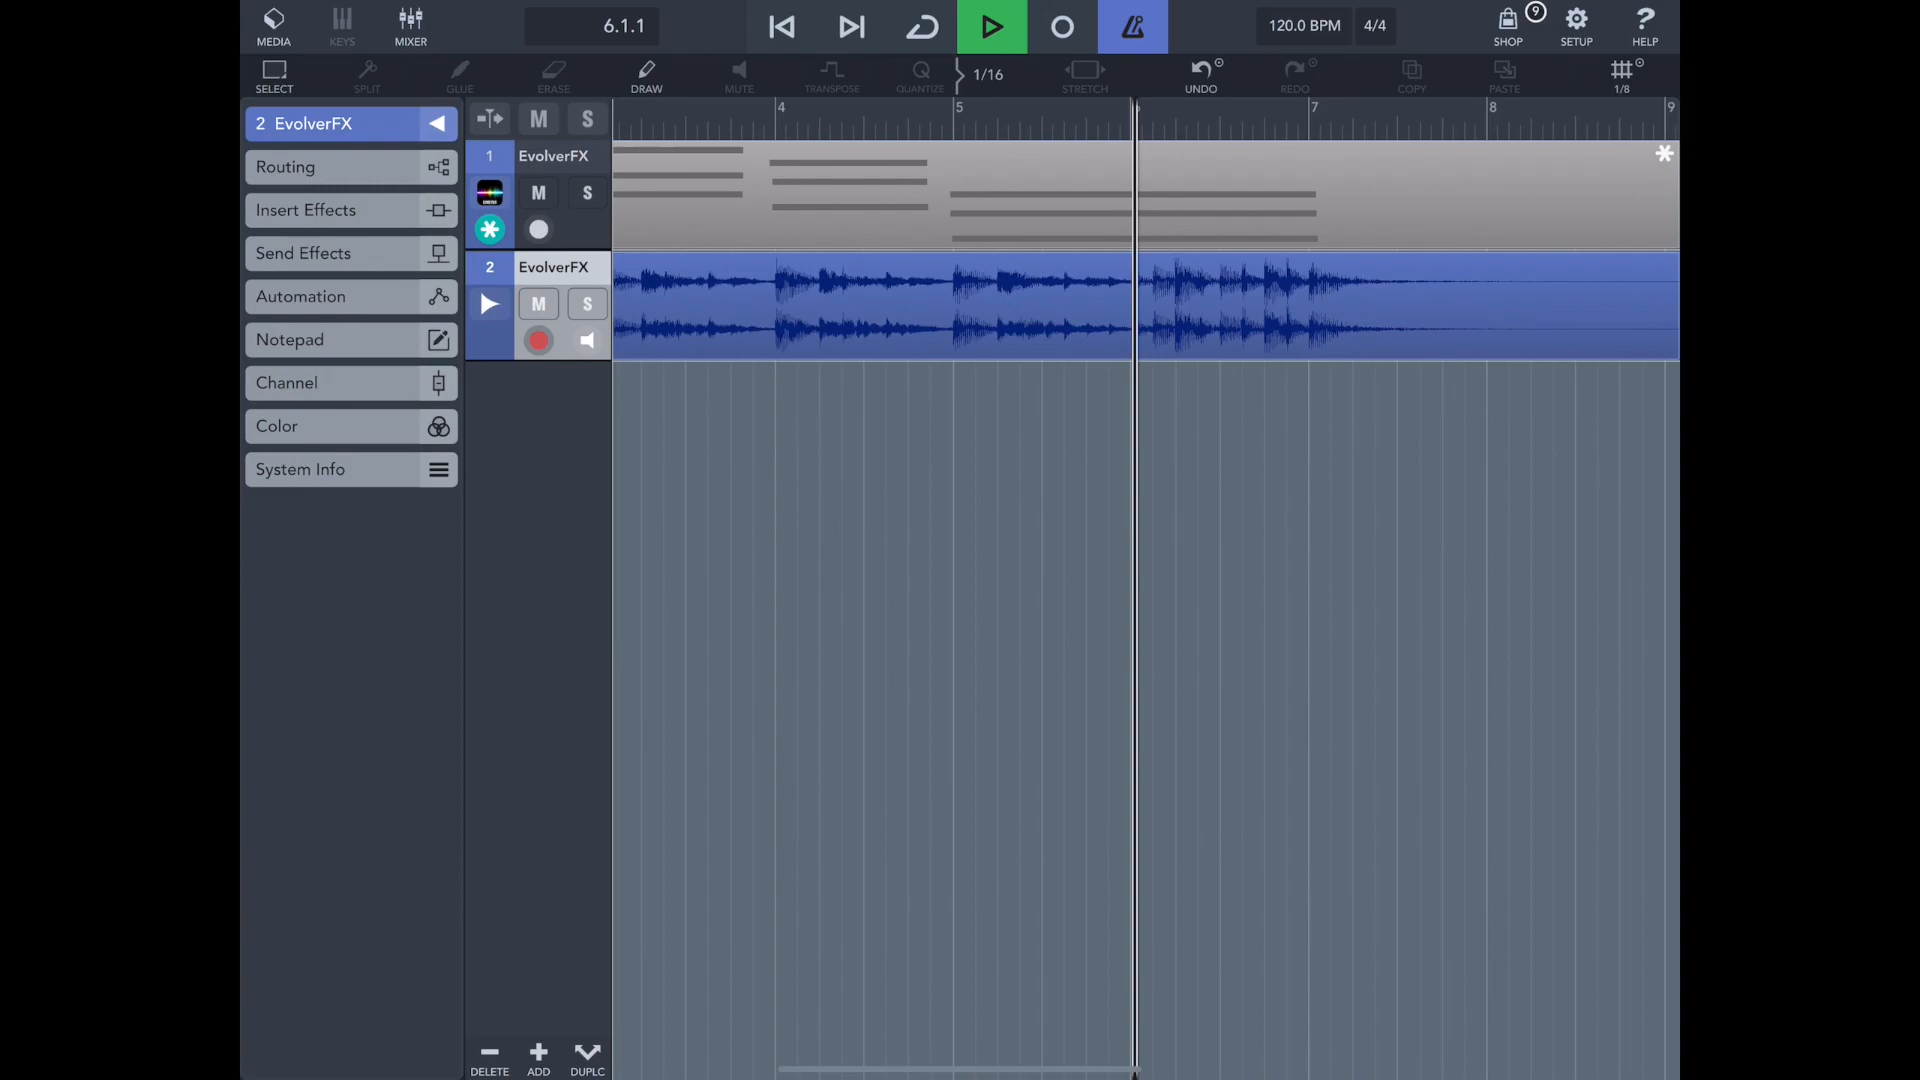 MEDIA
KEYS
MIXER
6.1.1
120.0 BPM
4/4
9
SHOP
SETUP
?
HELP
SELECT
SPLIT
GLUE
ERASE
DRAW
MUTE
TRANSPOSE
Q
QUANTIZE
1/16
STRETCH
UNDO
REDO
COPY
PASTE
1/8
2 EvolverFX
M
S
4
5
7
8
9
Routing
1
EvolverFX
M
S
Insert Effects
Send Effects
2
EvolverFX
Automation
M
S
Notepad
Channel
Color
System Info
DELETE
ADD
DUPLC